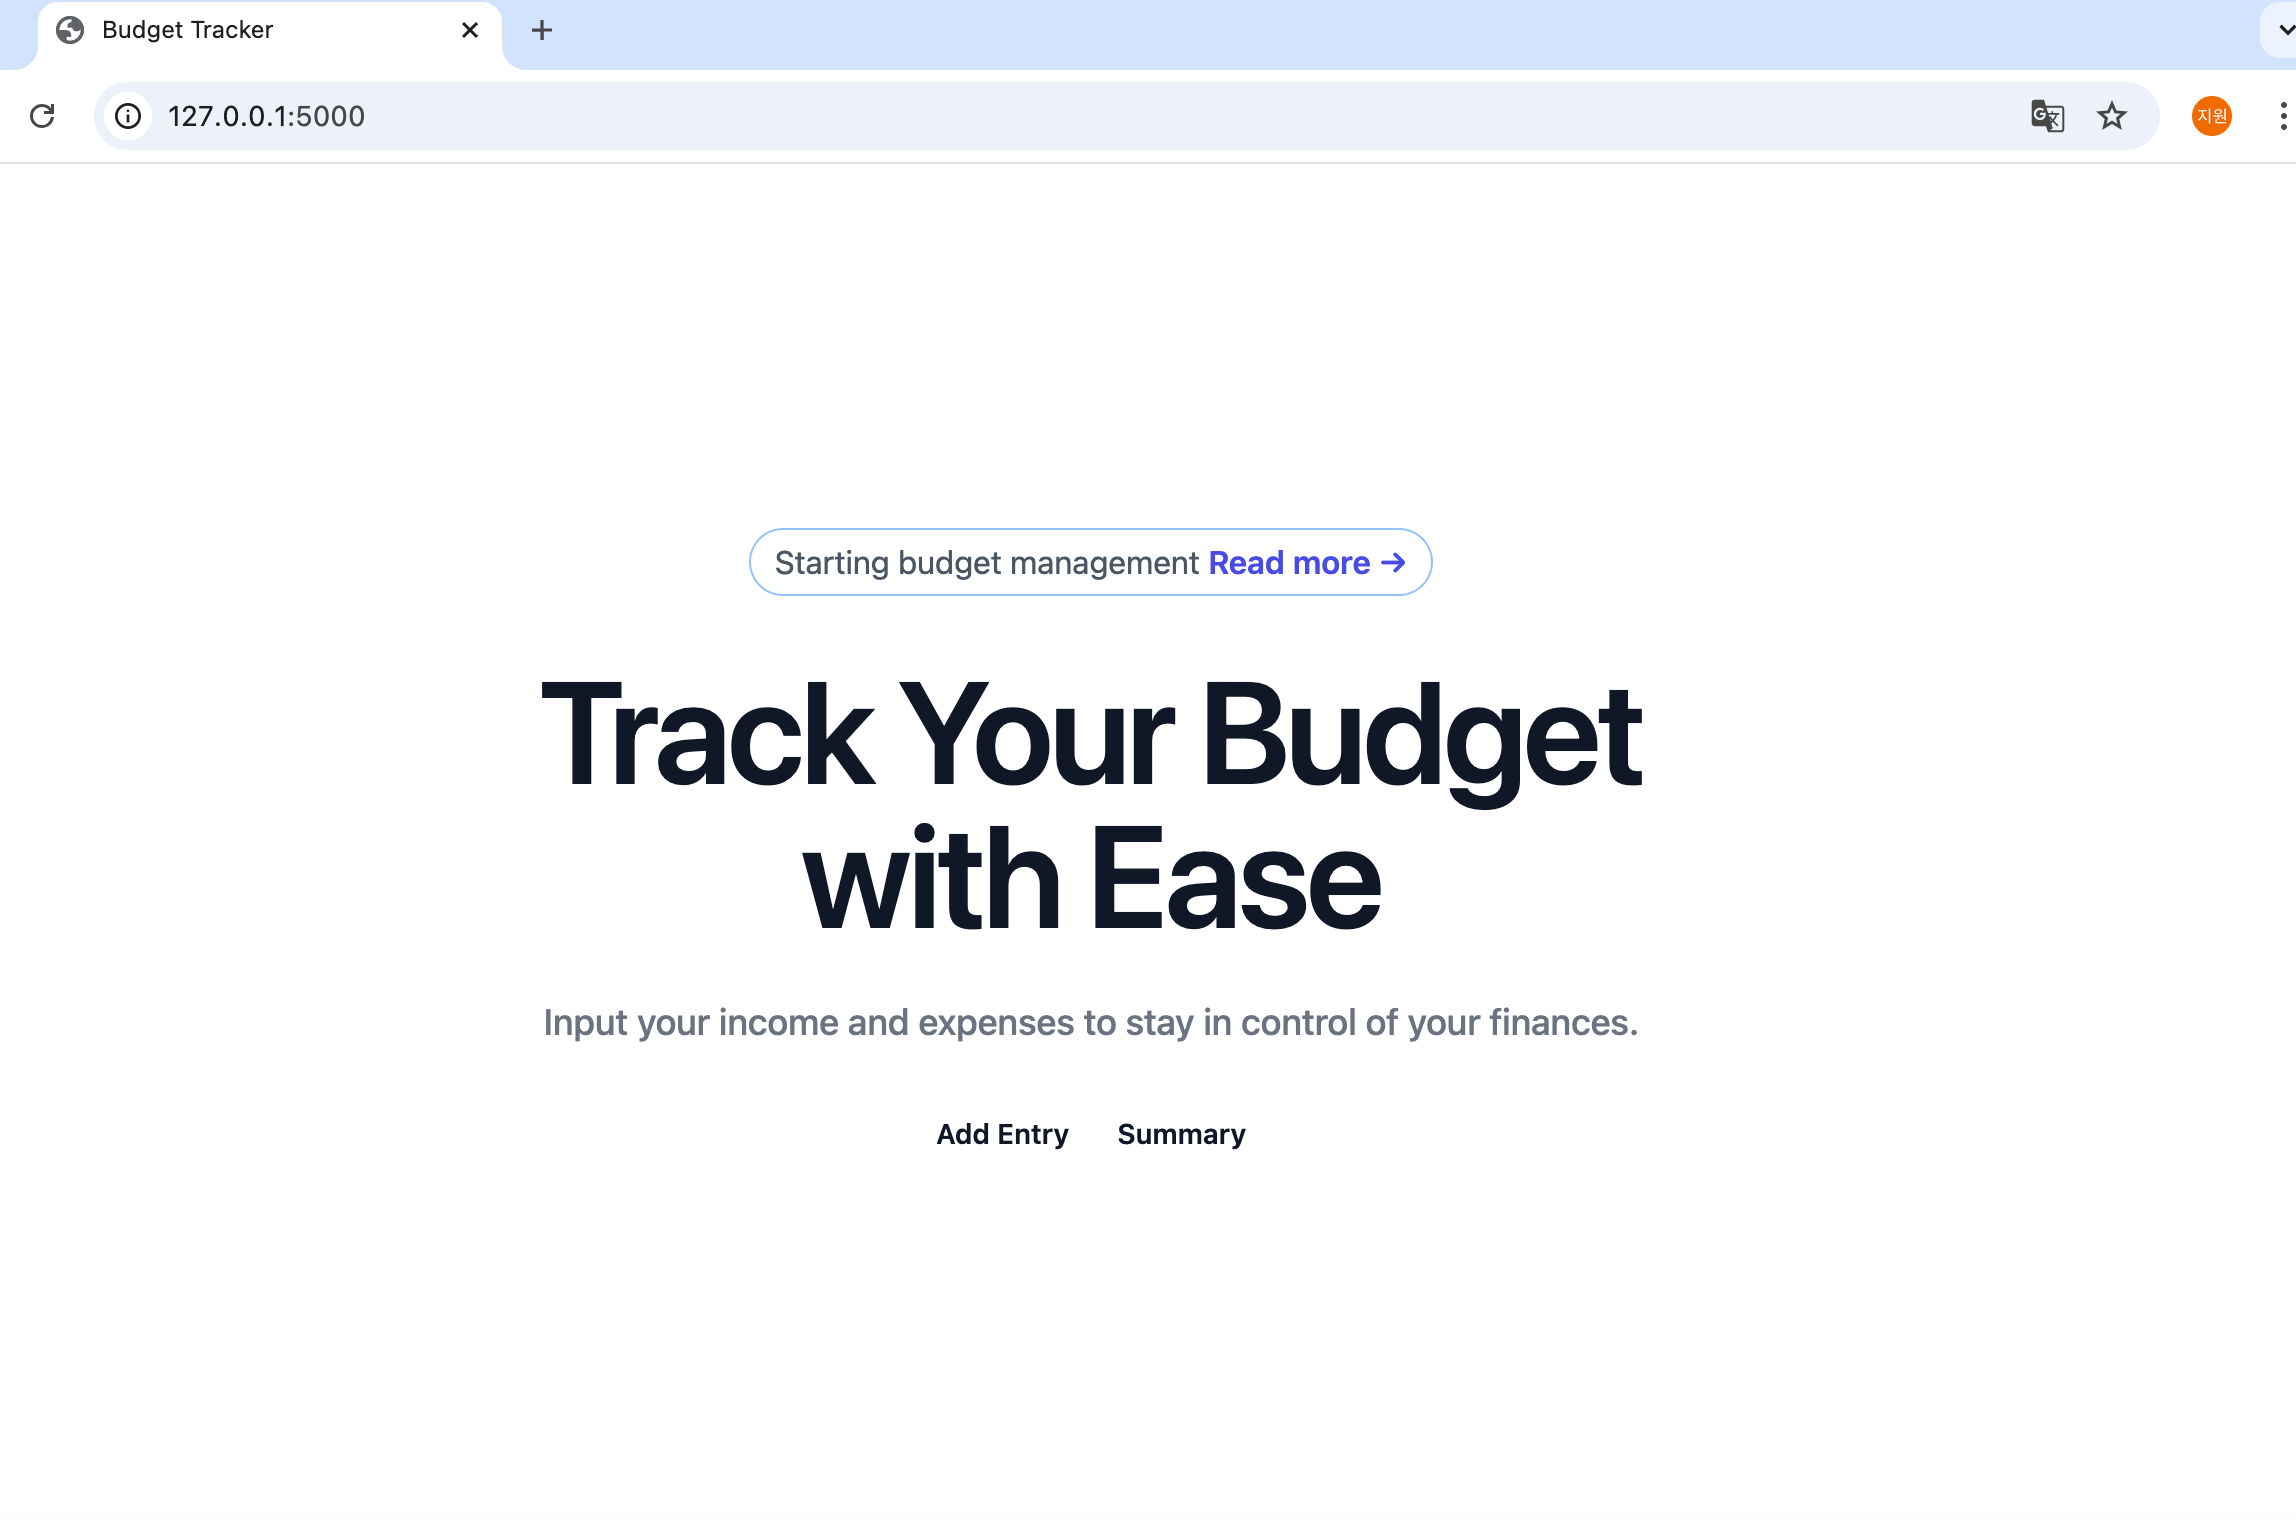 Budget Tracker
127.0.0.1:5000
지원
Starting budget management Read more →
Track Your Budget
with Ease
Input your income and expenses to stay in control of your finances.
Add Entry Summary